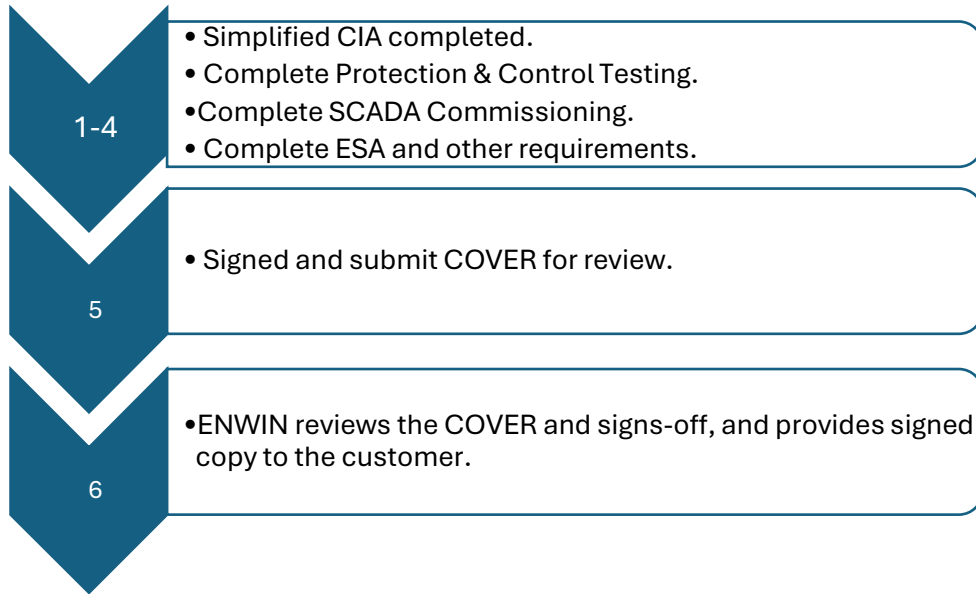 1-4
• Simplified CIA completed.
• Complete Protection & Control Testing.
•Complete SCADA Commissioning.
• Complete ESA and other requirements.
5
• Signed and submit COVER for review.
6
•ENWIN reviews the COVER and signs-off, and provides signed
copy to the customer.